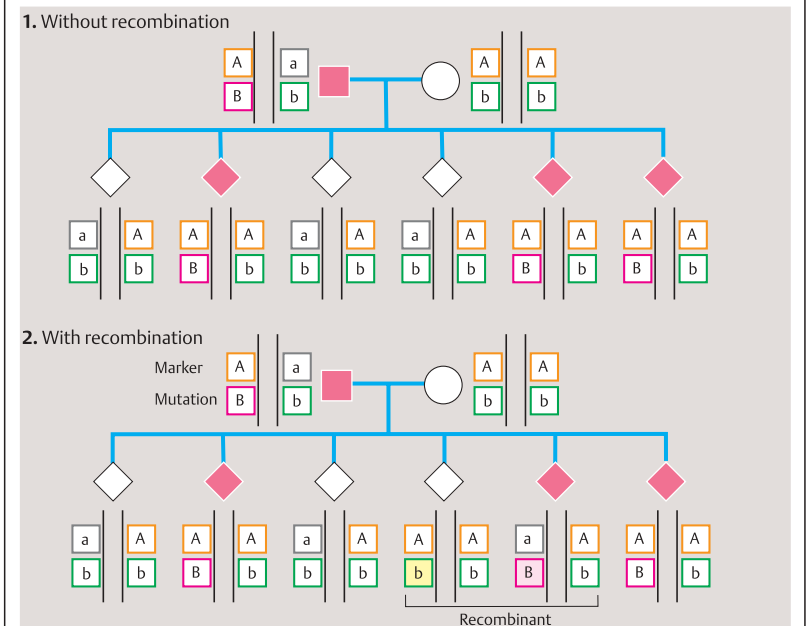 1. Without recombination
A a A A
B b b b
a A A A a A a A A A A A
b b B b b b b b B b B b
2. With recombination
Marker A a A A
Mutation B b b b
a A A A a A A A a A A A
b b B b b b b b B b B b
Recombinant